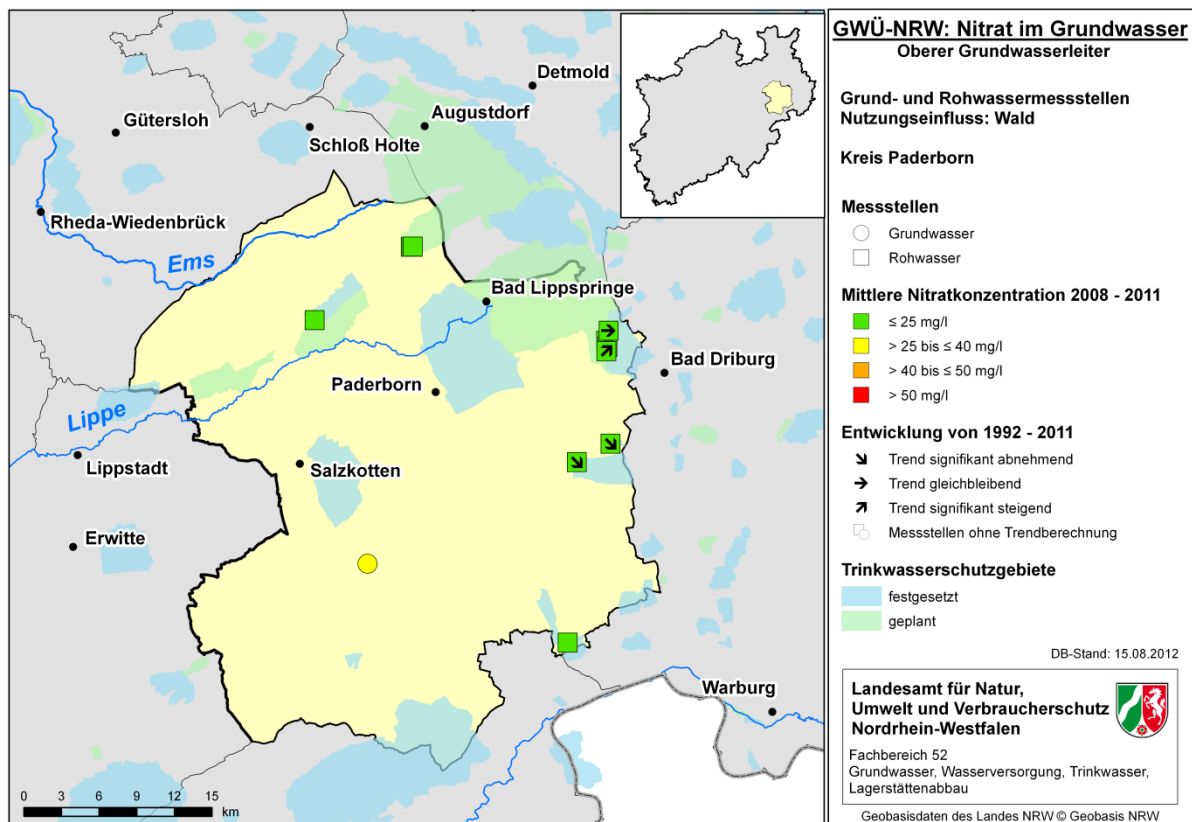 Detmold
Gütersloh
Augustdorf
Schloß Holte
Rheda-Wiedenbrück
Ems
Bad Lippspringe
Bad Driburg
Paderborn
Lippe
Lippstadt
Salzkotten
Erwitte
Warburg
0 3 6 9 12 15
km
GWÜ-NRW: Nitrat im Grundwasser
Oberer Grundwasserleiter
Grund- und Rohwassermessstellen
Nutzungseinfluss: Wald
Kreis Paderborn
Messstellen
Grundwasser
Rohwasser
Mittlere Nitratkonzentration 2008 - 2011
≤ 25 mg/l
> 25 bis ≤ 40 mg/l
> 40 bis ≤ 50 mg/l
> 50 mg/l
Entwicklung von 1992 - 2011
Trend signifikant abnehmend
Trend gleichbleibend
Trend signifikant steigend
Messstellen ohne Trendberechnung
Trinkwasserschutzgebiete
festgesetzt
geplant
DB-Stand: 15.08.2012
Landesamt für Natur,
Umwelt und Verbraucherschutz
Nordrhein-Westfalen
Fachbereich 52
Grundwasser, Wasserversorgung, Trinkwasser,
Lagerstättenabbau
Geobasisdaten des Landes NRW © Geobasis NRW